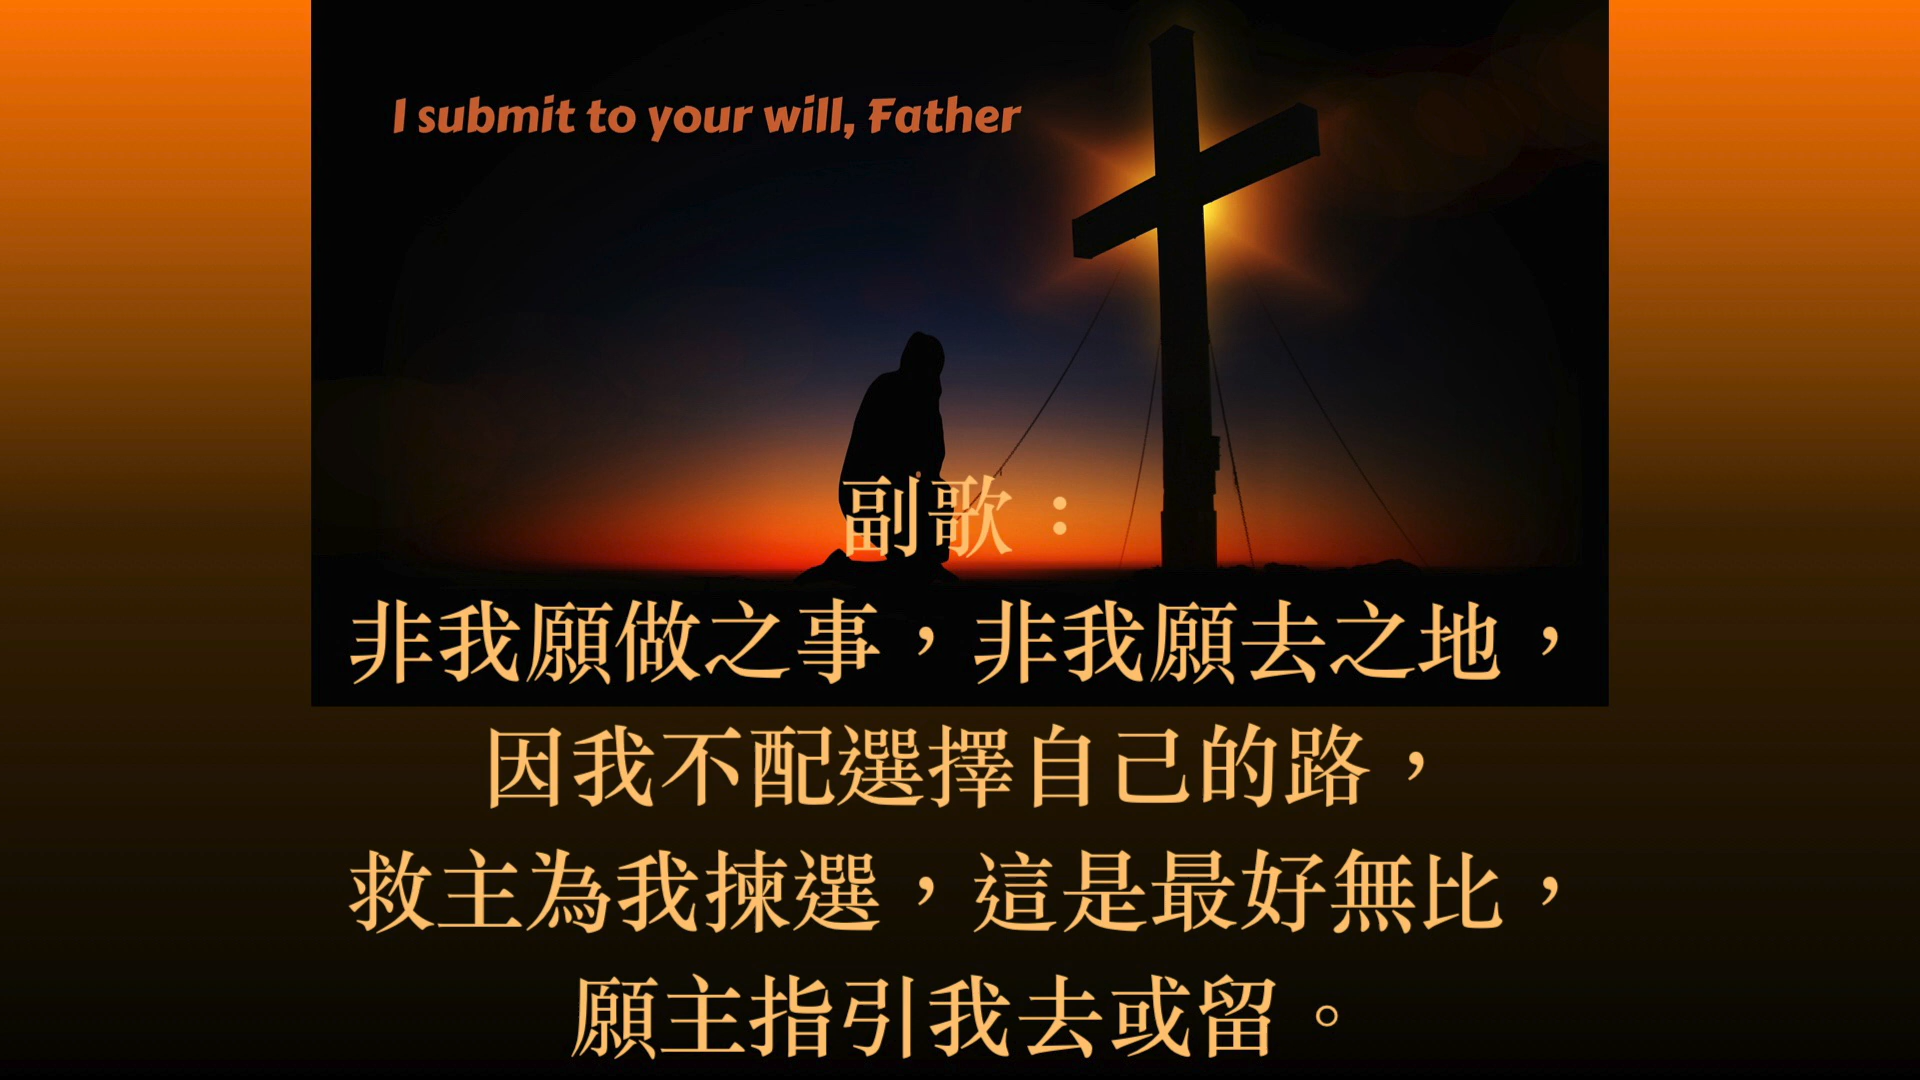 I submit to your will, Father
副歌：
非我願做之事，非我願去之地，
因我不配選擇自己的路，
救主為我揀選，這是最好無比，
願主指引我去或留。